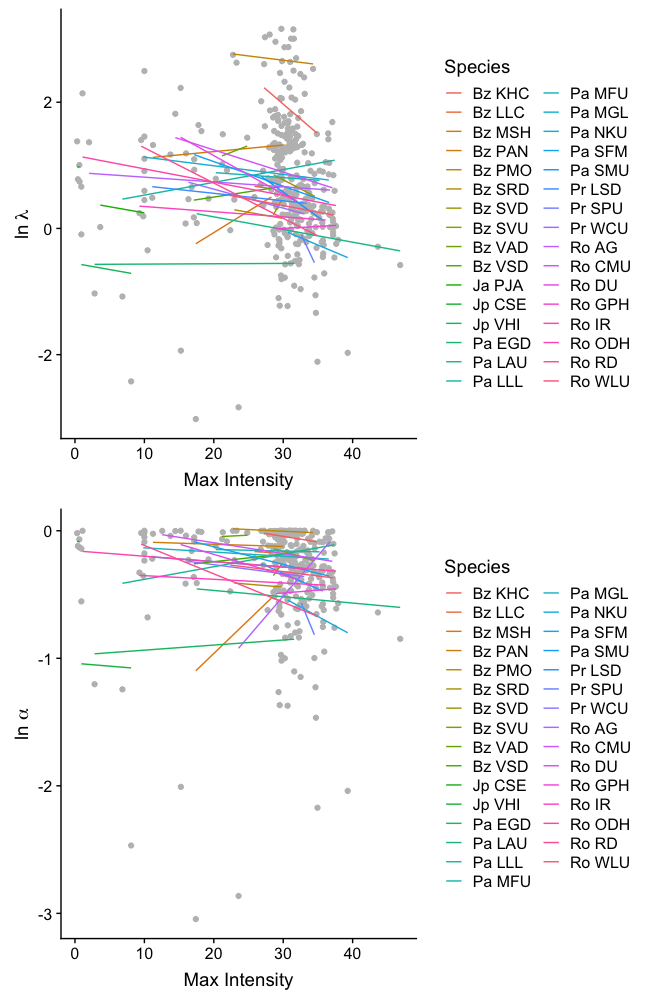 Species
Bz KHC Pa MFU
Bz LLC Pa MGL
Bz MSH Pa NKU
Bz PAN Pa SFM
Bz PMO Pa SMU
Bz SRD Pr LSD
Bz SVD Pr SPU
Bz SVU Pr WCU
Bz VAD Ro AG
Bz VSD Ro CMU
Ja PJA Ro DU
Jp CSE Ro GPH
Jp VHI Ro IR
Pa EGD Ro ODH
Pa LAU Ro RD
Pa LLL Ro WLU
ln λ
2
0
-2
0 10 20 30 40
Max Intensity
Species
Bz KHC Pa MGL
Bz LLC Pa NKU
Bz MSH Pa SFM
Bz PAN Pa SMU
Bz PMO Pr LSD
Bz SRD Pr SPU
Bz SVD Pr WCU
Bz SVU Ro AG
Bz VAD Ro CMU
Bz VSD Ro DU
Jp CSE Ro GPH
Jp VHI Ro IR
Pa EGD Ro ODH
Pa LAU Ro RD
Pa LLL Ro WLU
Pa MFU
ln α
0
-1
-2
-3
0 10 20 30 40
Max Intensity